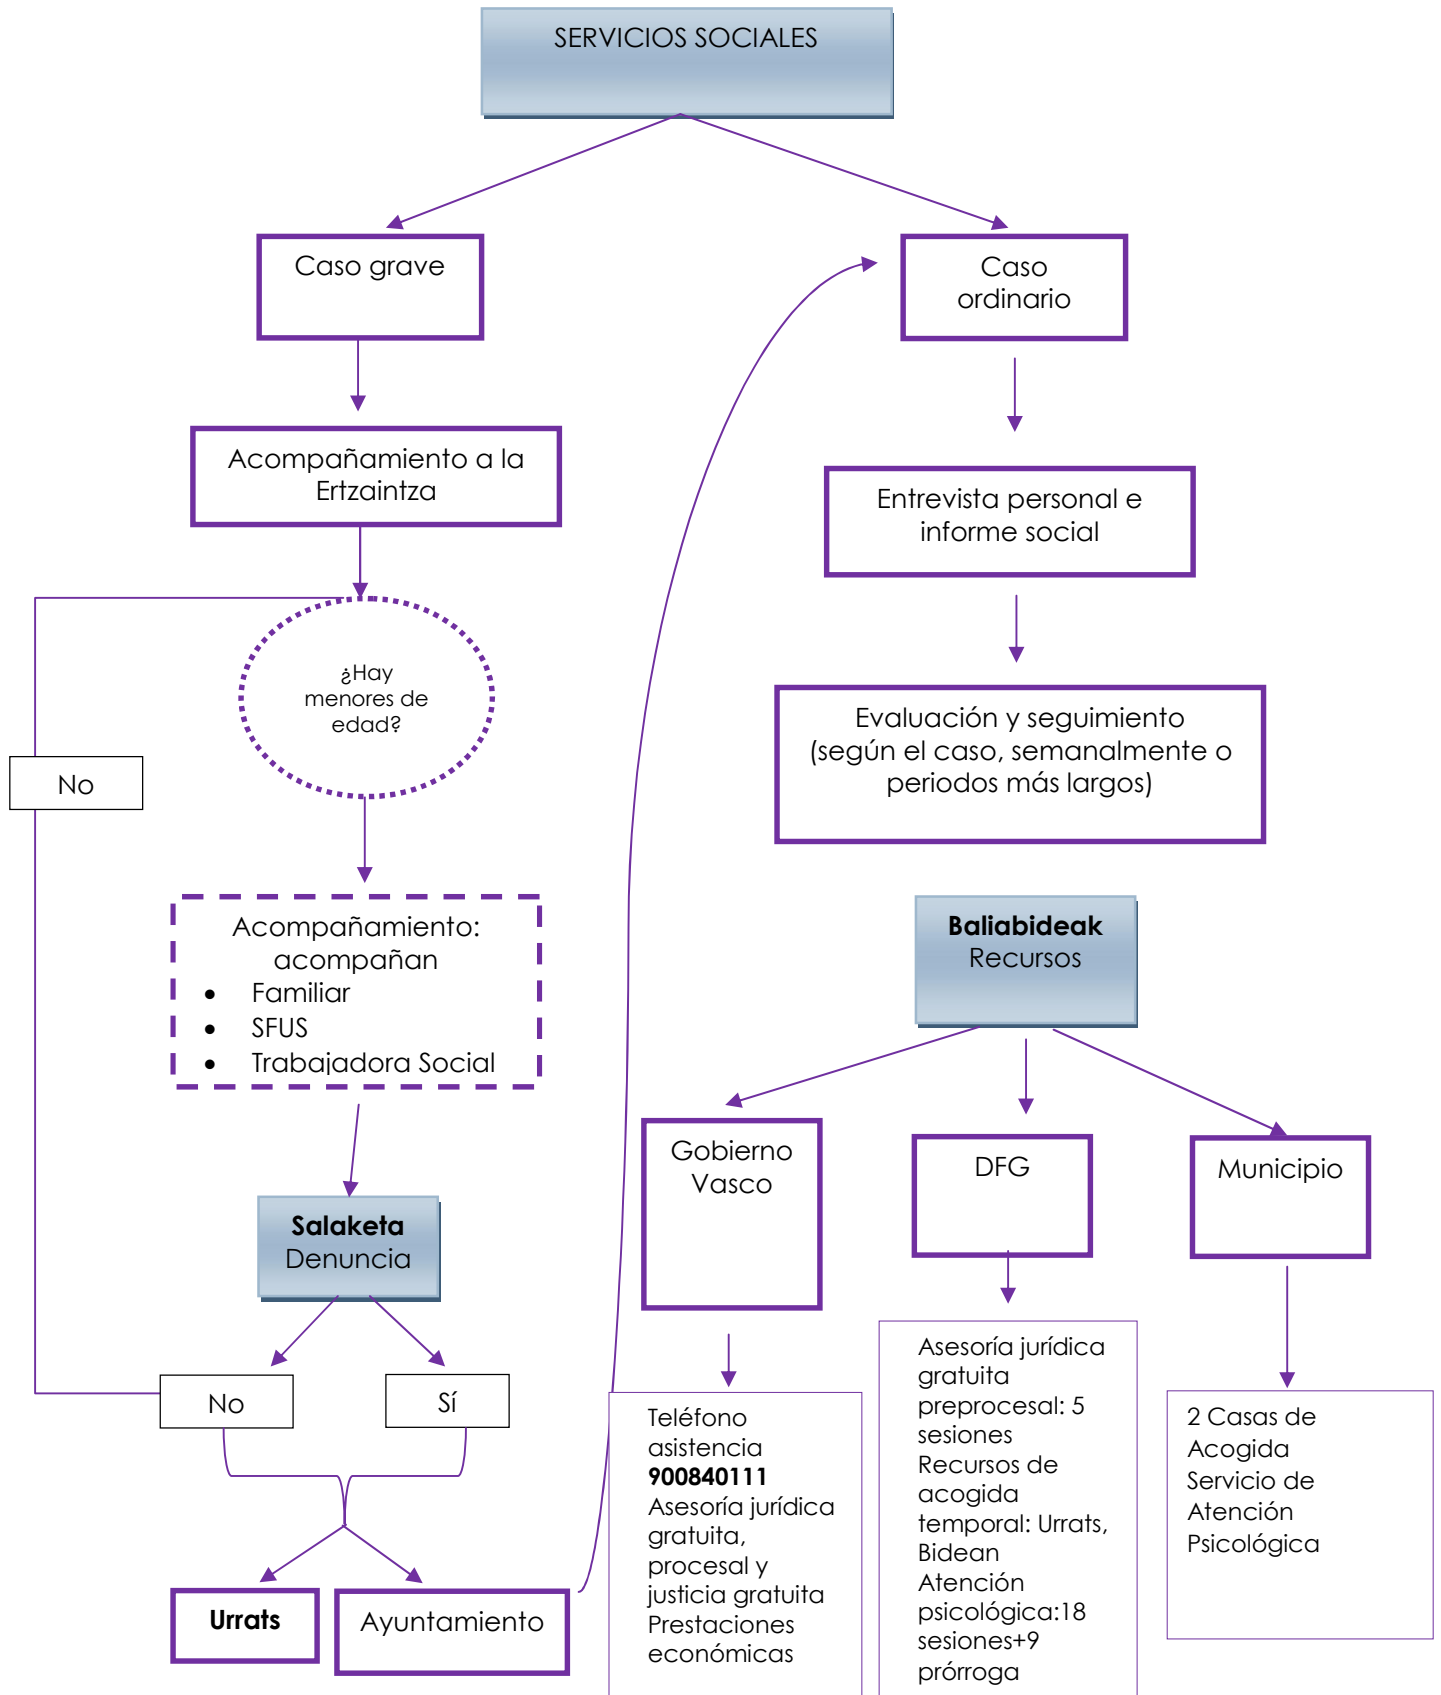 SERVICIOS SOCIALES
Caso grave
Caso
ordinario
Acompañamiento a la
Ertzaintza
Entrevista personal e
informe social
¿Hay
menores de
edad?
No
Evaluación y seguimiento
(según el caso, semanalmente o
periodos más largos)
Acompañamiento:
acompañan
• Familiar
• SFUS
• Trabajadora Social
Baliabideak
Recursos
Gobierno
Vasco
DFG
Municipio
Salaketa
Denuncia
No
Sí
Teléfono
asistencia
900840111
Asesoría jurídica
gratuita,
procesal y
justicia gratuita
Prestaciones
económicas
Asesoría jurídica
gratuita
preprocesal: 5
sesiones
Recursos de
acogida
temporal: Urrats,
Bidean
Atención
psicológica:18
sesiones+9
prórroga
2 Casas de
Acogida
Servicio de
Atención
Psicológica
Urrats
Ayuntamiento